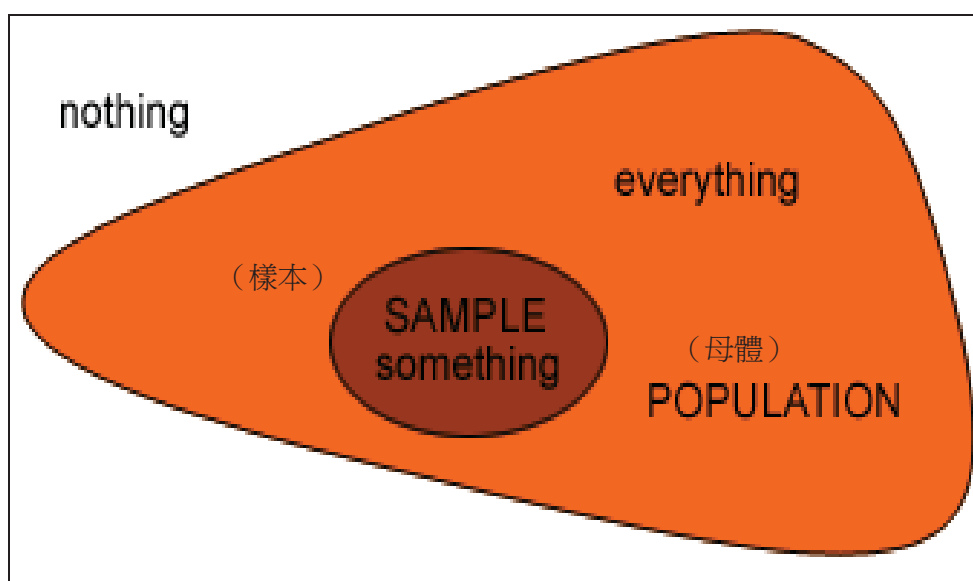 nothing
everything
（樣本）
SAMPLE
something
（母體）
POPULATION